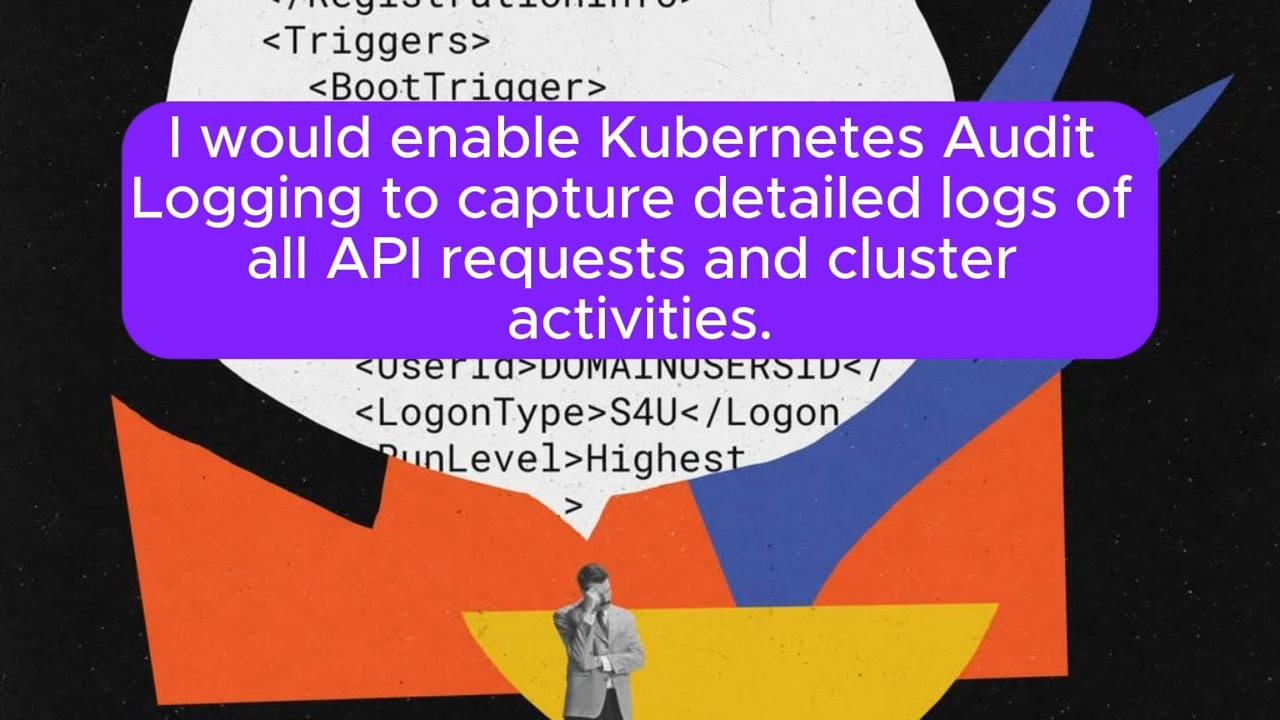 </RegistrationInfo>
<Triggers>
<BootTrigger>
I would enable Kubernetes Audit
Logging to capture detailed logs of
all API requests and cluster
activities.
<UserId>DOMAINUSERSID</
<LogonType>S4U</Logon
RunLevel>Highest
>